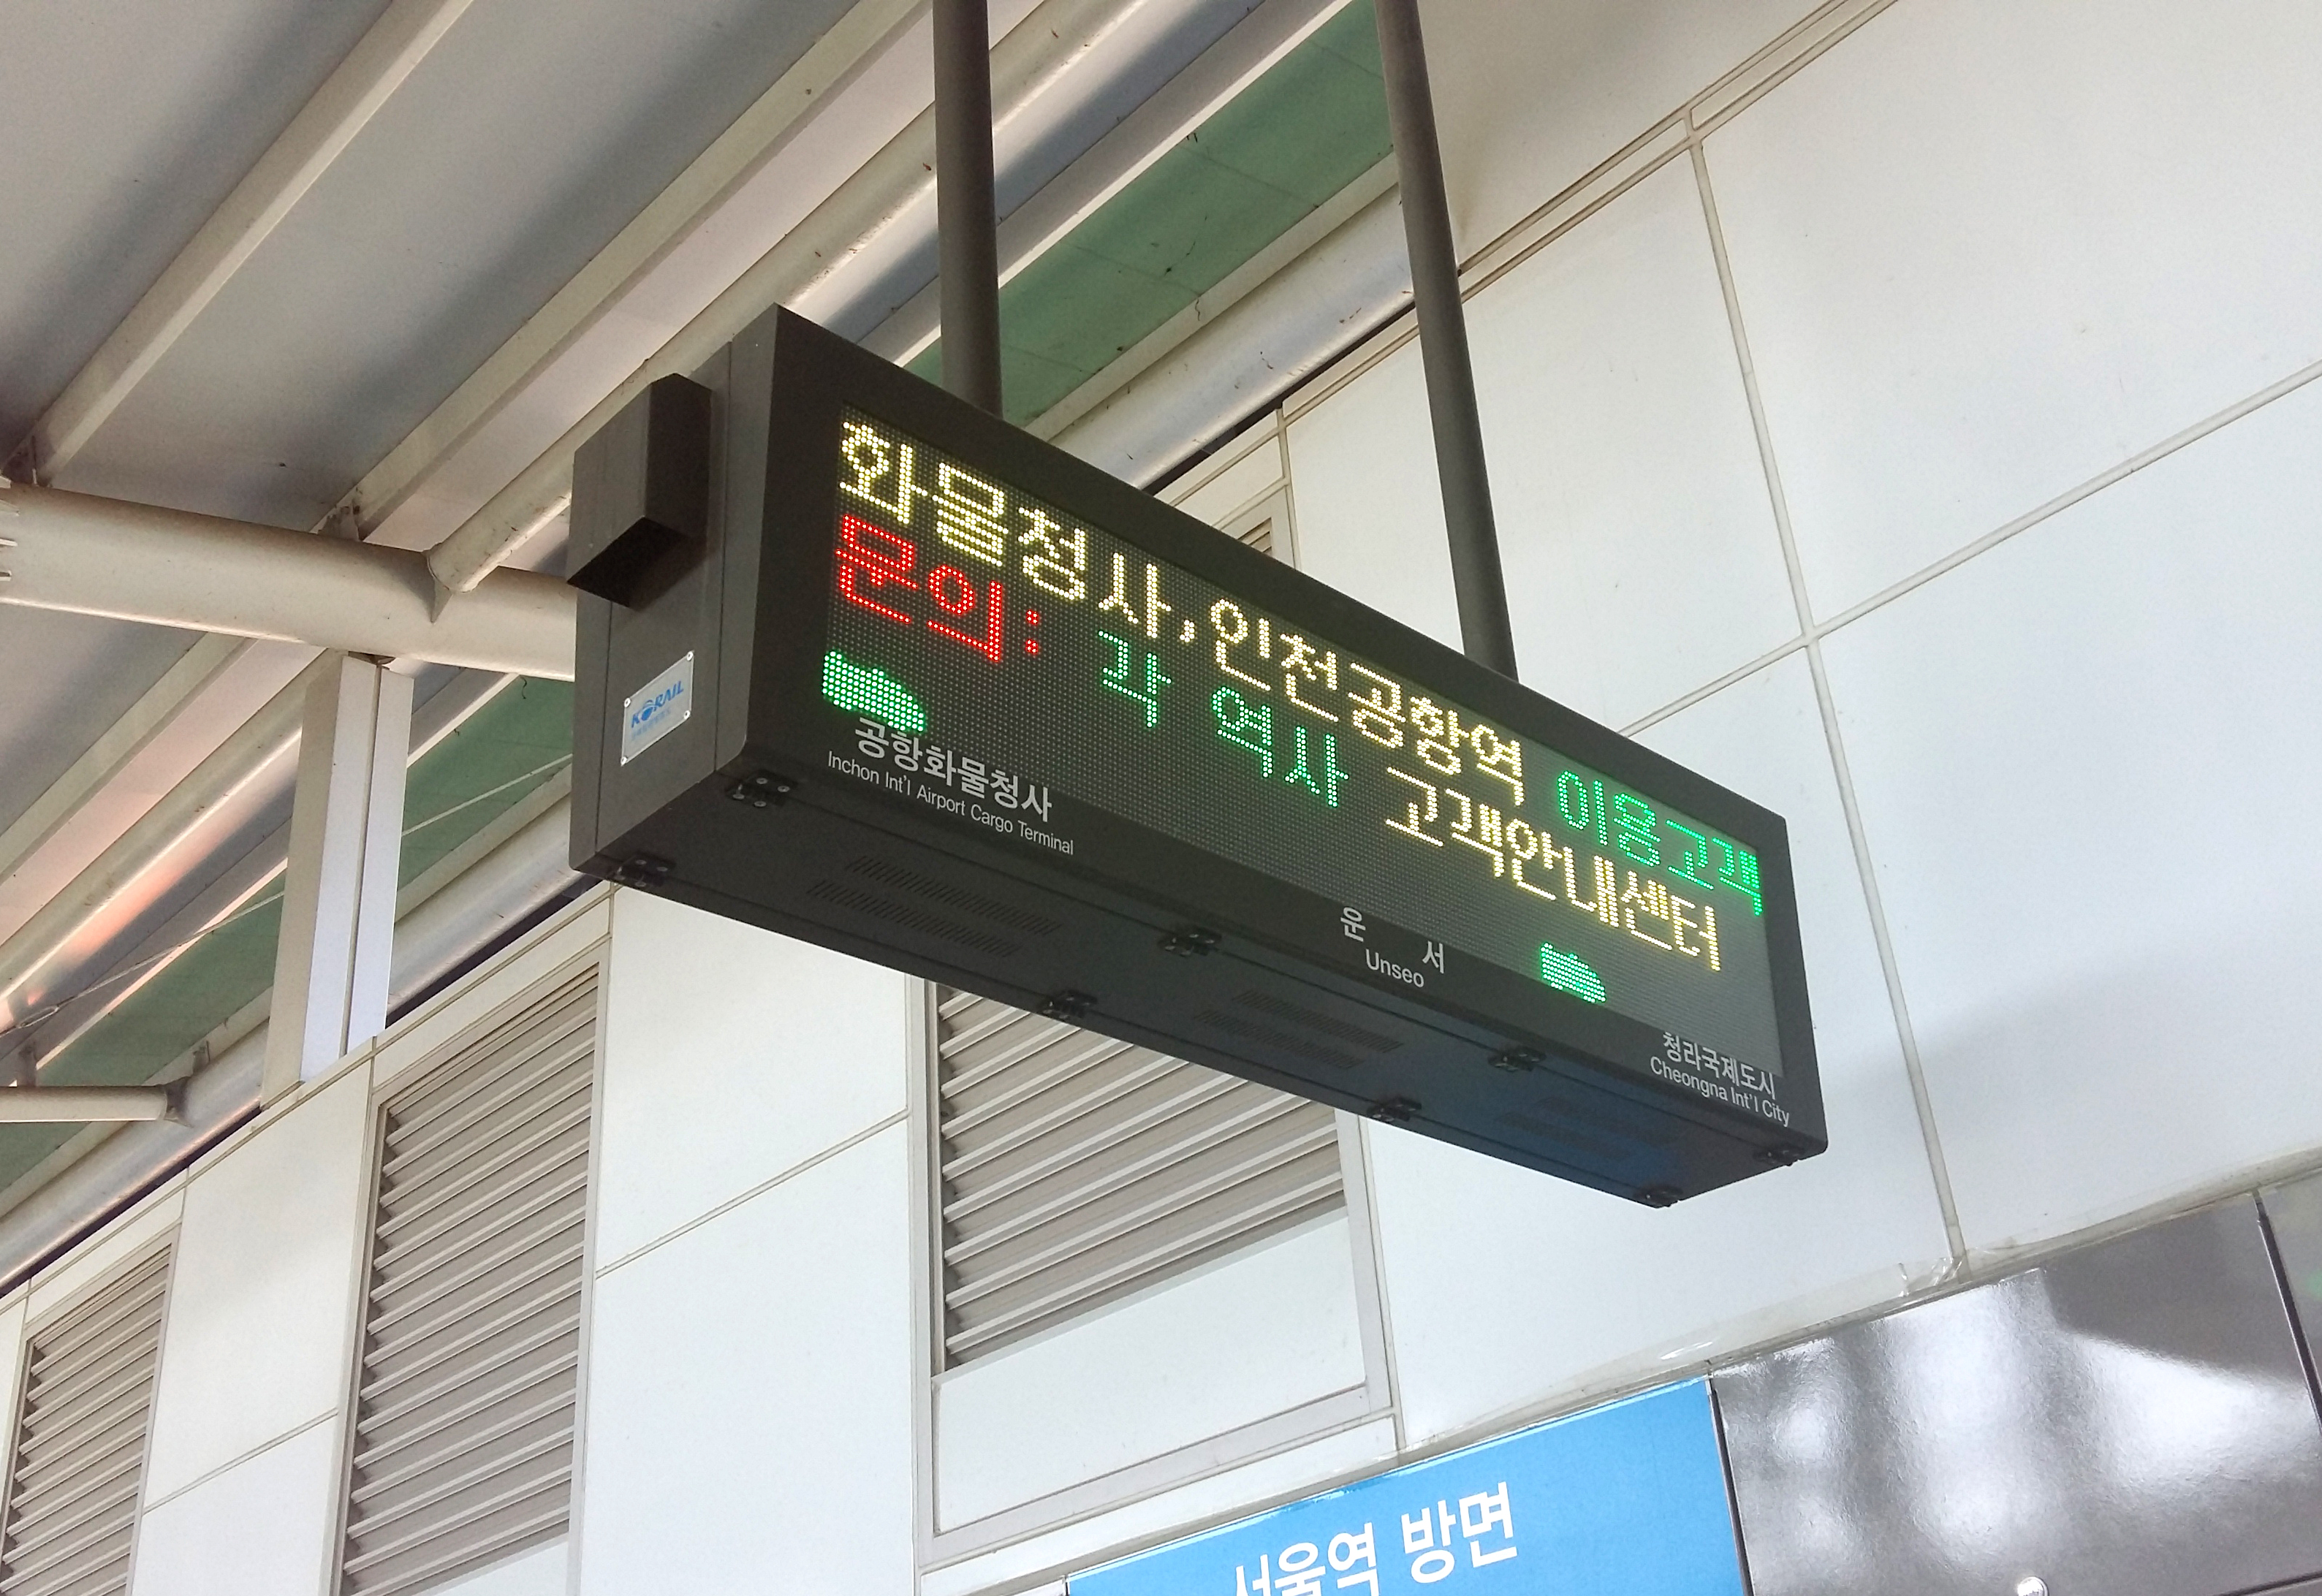 화물청사,인천공항역 이용고객
문의: 각 역사 고객안내센터
공항화물청사
Inchon Int'l Airport Cargo Terminal
운 서
Unseo
청라국제도시
Cheongna Int'l City
KORAIL
서울역 방면